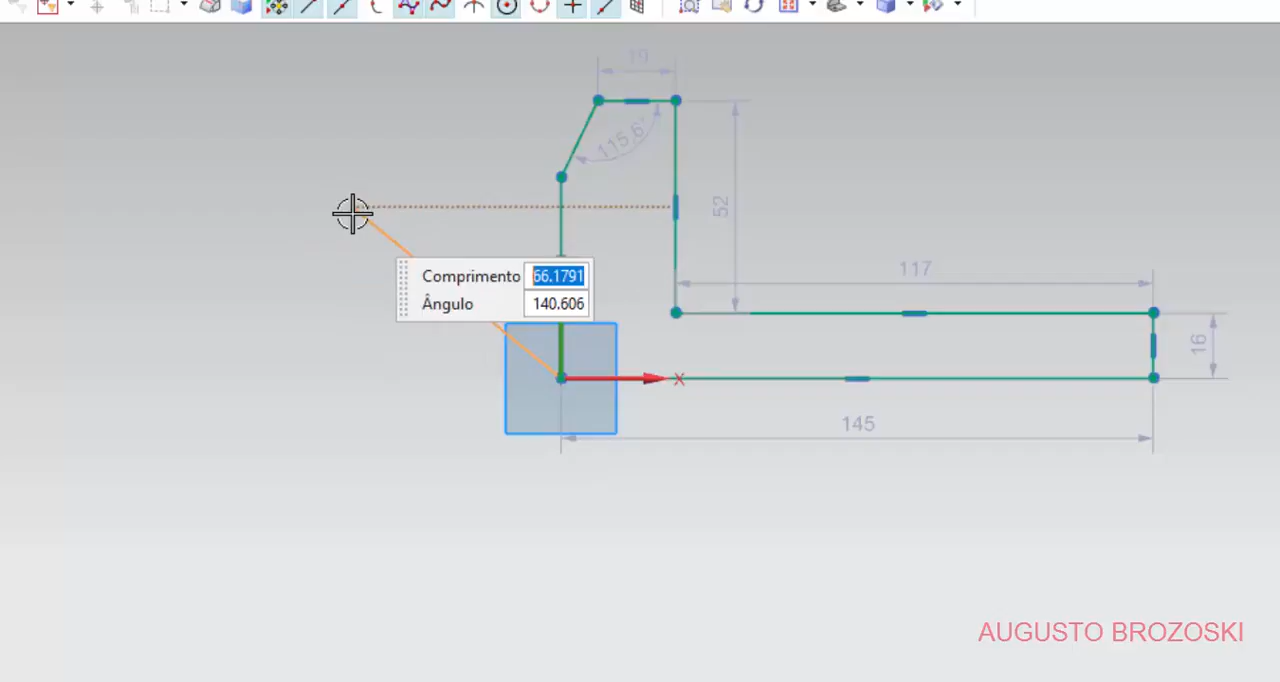 19
115.6°
52
117
Comprimento 66.1791
Ângulo 140.606
16
X
145
AUGUSTO BROZOSKI